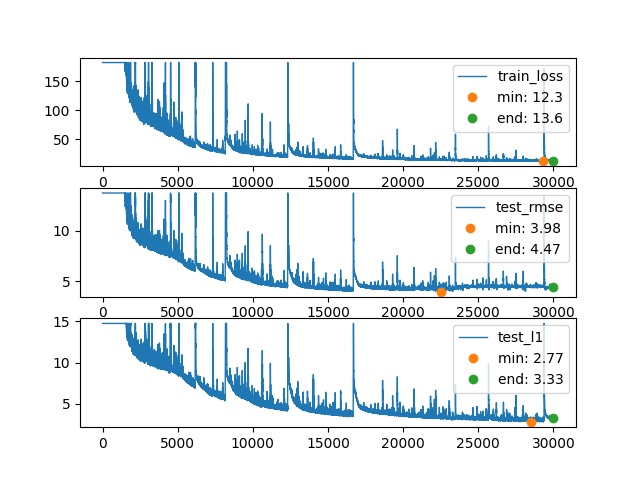 150
100
50
train_loss
min: 12.3
end: 13.6
0 5000 10000 15000 20000 25000 30000
10
5
test_rmse
min: 3.98
end: 4.47
0 5000 10000 15000 20000 25000 30000
15
10
5
test_l1
min: 2.77
end: 3.33
0 5000 10000 15000 20000 25000 30000